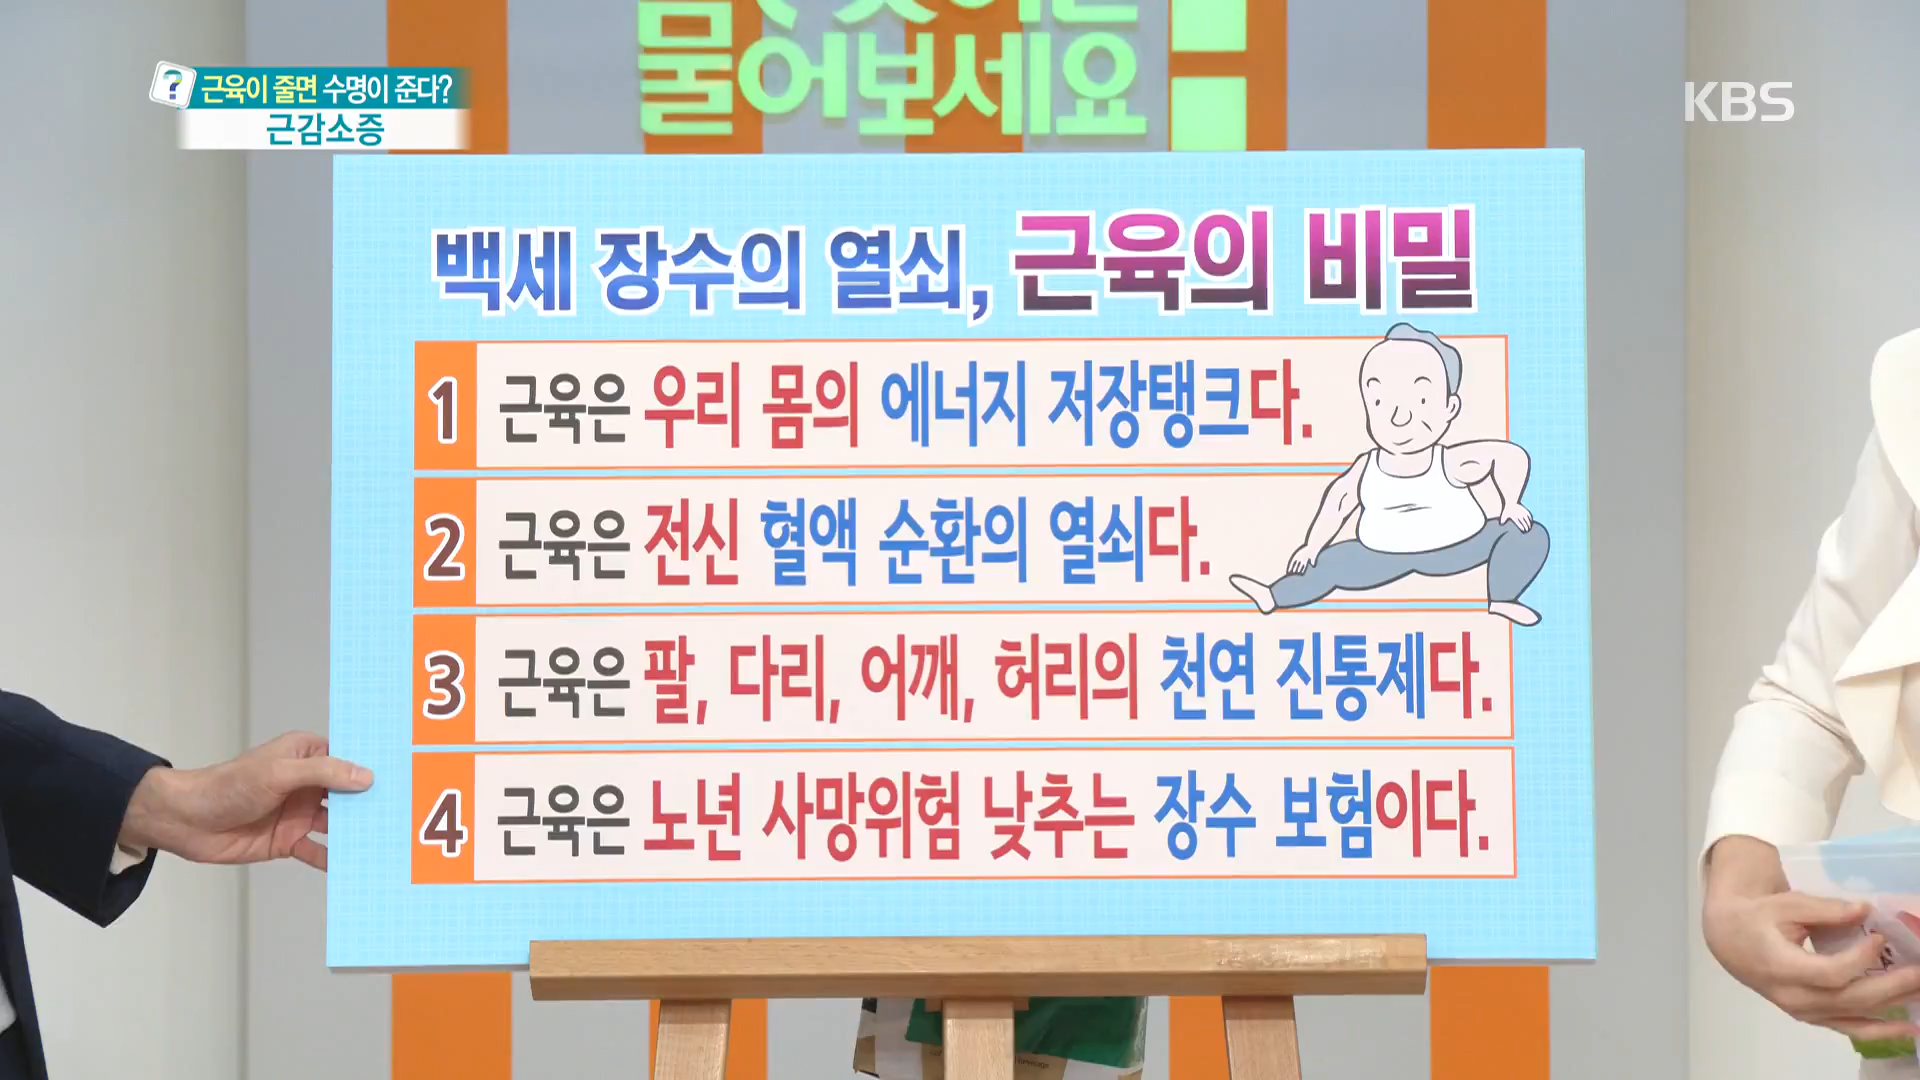 물어보세요
? 근육이 줄면 수명이 준다?
근감소증
KBS
백세 장수의 열쇠, 근육의 비밀
1 근육은 우리 몸의 에너지 저장탱크다.
2 근육은 전신 혈액 순환의 열쇠다.
3 근육은 팔, 다리, 어깨, 허리의 천연 진통제다.
4 근육은 노년 사망위험 낮추는 장수 보험이다.